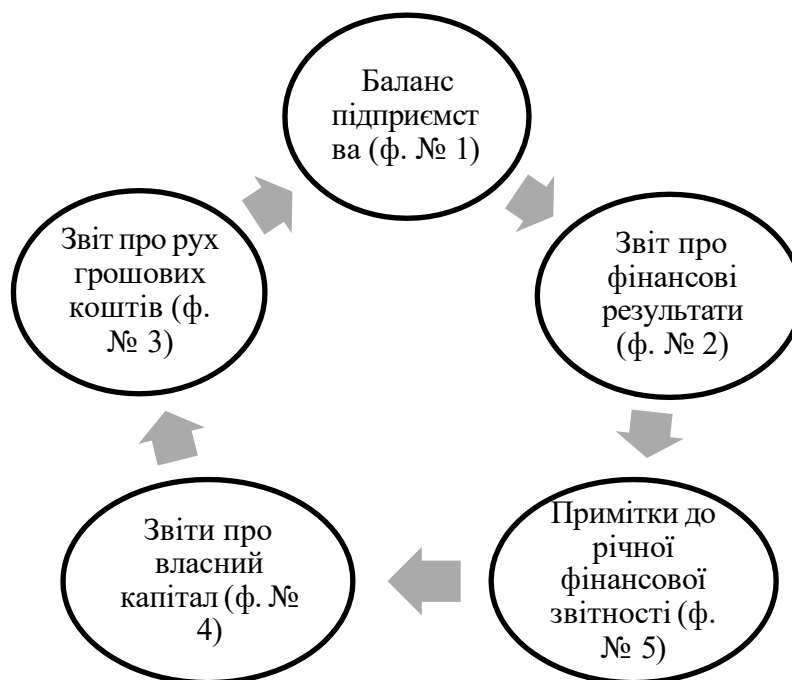 Баланс
підприємст
ва (ф. № 1)
Звіт про
фінансові
результати
(ф. № 2)
Примітки до
річної
фінансової
звітності (ф.
№ 5)
Звіти про
власний
капітал (ф. №
4)
Звіт про рух
грошових
коштів (ф.
№ 3)